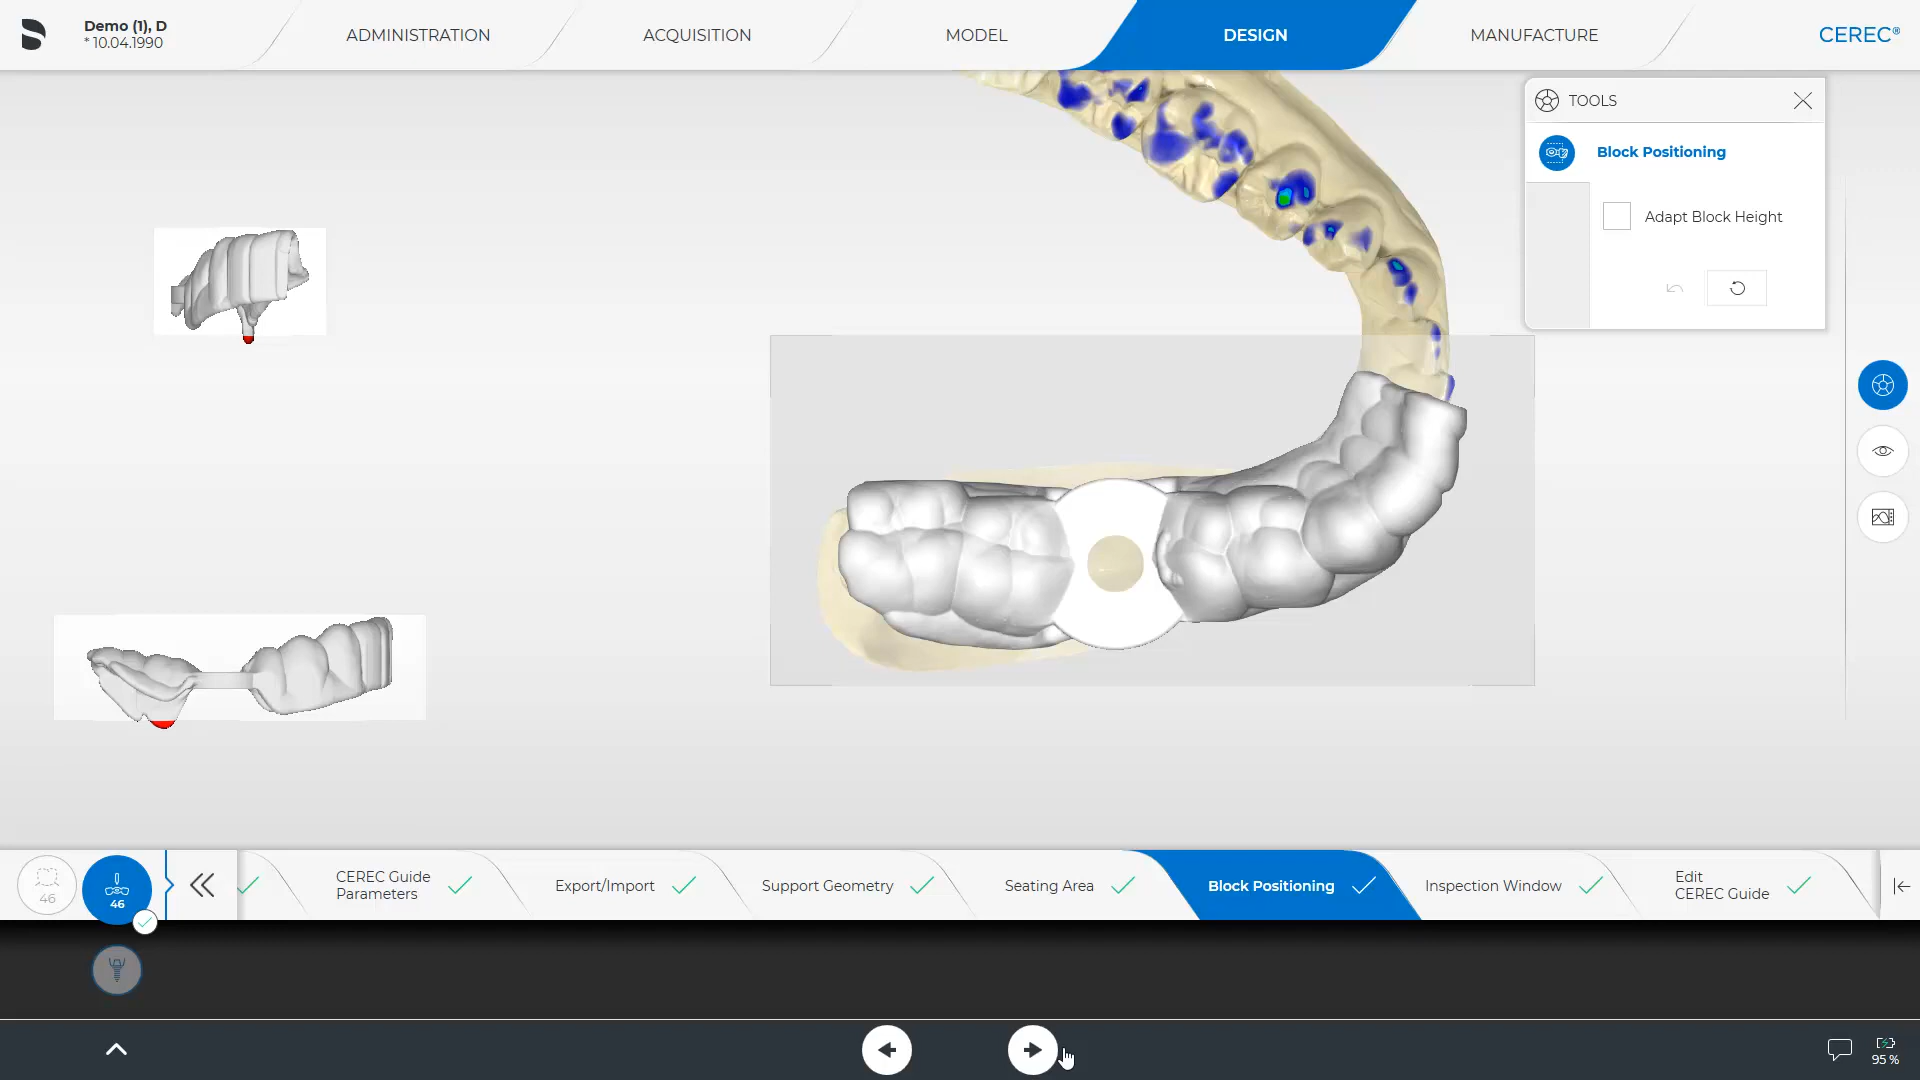 Demo (1), D
* 10.04.1990
ADMINISTRATION
ACQUISITION
MODEL
DESIGN
MANUFACTURE
CEREC®
TOOLS
Block Positioning
Adapt Block Height
46
46
CEREC Guide
Parameters
Export/Import
Support Geometry
Seating Area
Block Positioning
Inspection Window
Edit
CEREC Guide
95 %